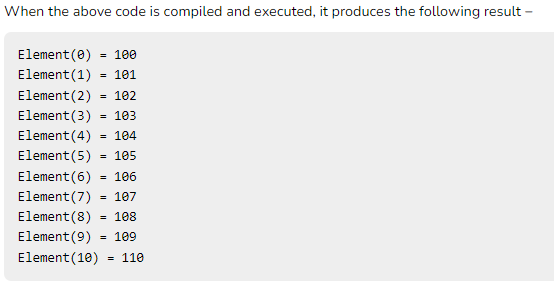 When the above code is compiled and executed, it produces the following result –
Element(0) = 100
Element(1) = 101
Element(2) = 102
Element(3) = 103
Element(4) = 104
Element(5) = 105
Element(6) = 106
Element(7) = 107
Element(8) = 108
Element(9) = 109
Element(10) = 110